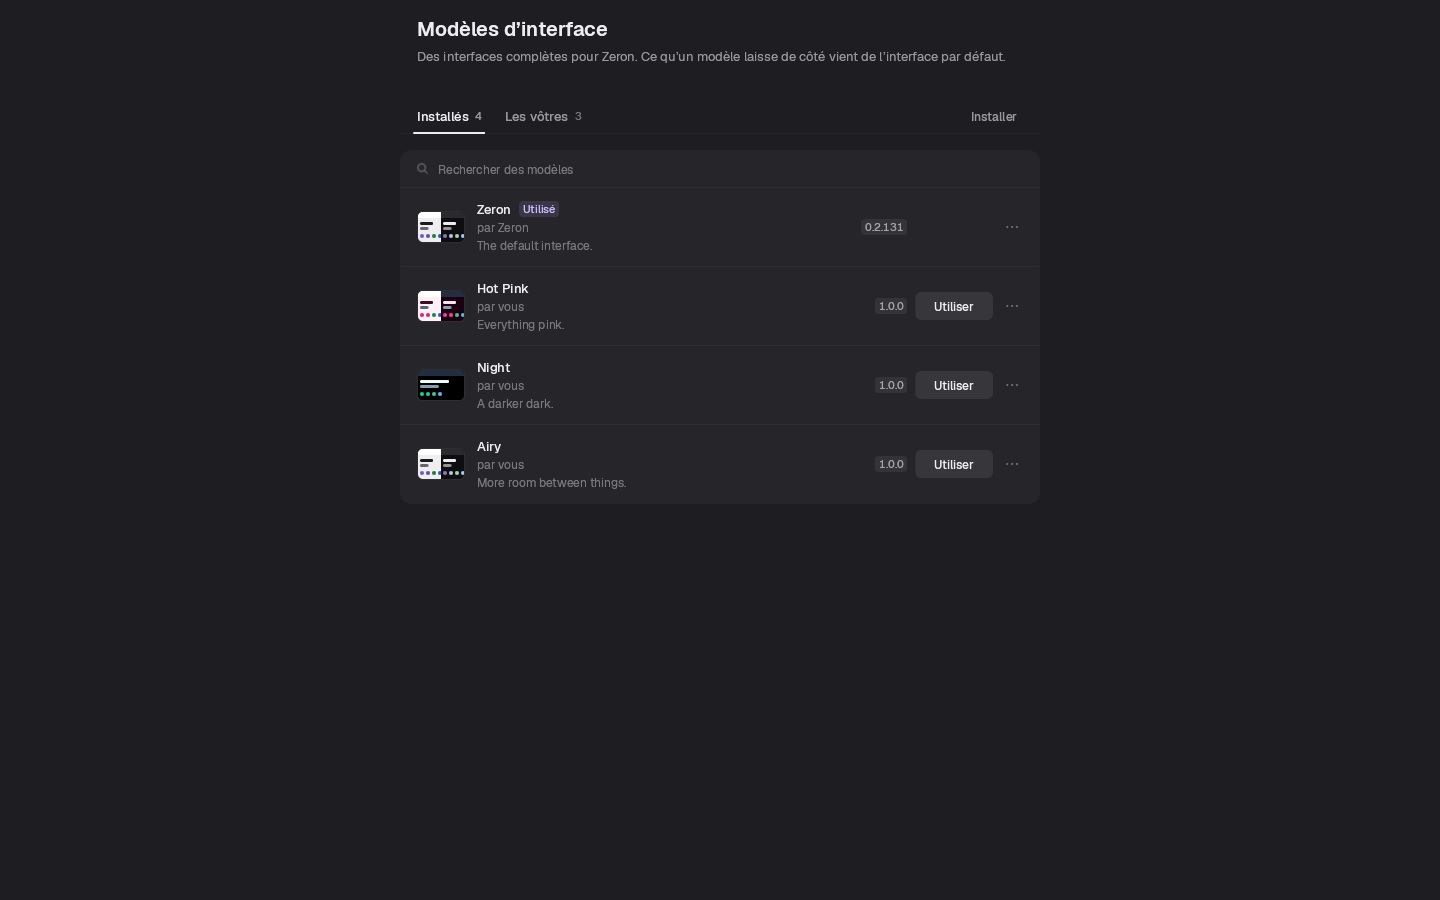 Modèles d’interface
Des interfaces complètes pour Zeron. Ce qu’un modèle laisse de côté vient de l’interface par défaut.
Installés 4 Les vôtres 3 Installer
Rechercher des modèles
Zeron Utilisé
par Zeron
The default interface.
0.2.131
Hot Pink
par vous
Everything pink.
1.0.0 Utiliser
Night
par vous
A darker dark.
1.0.0 Utiliser
Airy
par vous
More room between things.
1.0.0 Utiliser